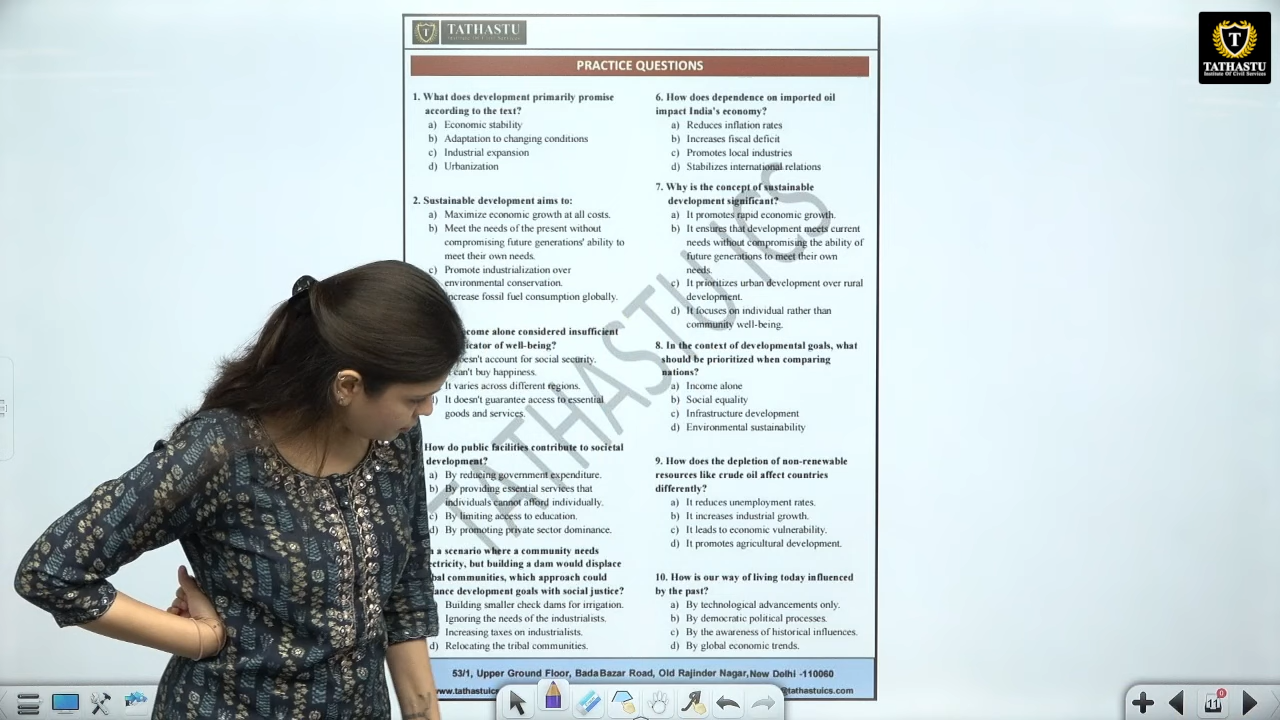 TATHASTU
Institute Of Civil Services
T
TATHASTU
Institute Of Civil Services
PRACTICE QUESTIONS
1. What does development primarily promise
according to the text?
a) Economic stability
b) Adaptation to changing conditions
c) Industrial expansion
d) Urbanization
2. Sustainable development aims to:
a) Maximize economic growth at all costs.
b) Meet the needs of the present without
compromising future generations' ability to
meet their own needs.
c) Promote industrialization over
environmental conservation.
ncrease fossil fuel consumption globally.
come alone considered insufficient
icator of well-being?
oesn't account for social security.
can't buy happiness.
It varies across different regions.
It doesn't guarantee access to essential
goods and services.
How do public facilities contribute to societal
development?
a) By reducing government expenditure.
b) By providing essential services that
individuals cannot afford individually.
c) By limiting access to education.
d) By promoting private sector dominance.
a scenario where a community needs
ectricity, but building a dam would displace
bal communities, which approach could
ance development goals with social justice?
Building smaller check dams for irrigation.
Ignoring the needs of the industrialists.
Increasing taxes on industrialists.
d) Relocating the tribal communities.
6. How does dependence on imported oil
impact India's economy?
a) Reduces inflation rates
b) Increases fiscal deficit
c) Promotes local industries
d) Stabilizes international relations
7. Why is the concept of sustainable
development significant?
a) It promotes rapid economic growth.
b) It ensures that development meets current
needs without compromising the ability of
future generations to meet their own
needs.
c) It prioritizes urban development over rural
development.
d) It focuses on individual rather than
community well-being.
8. In the context of developmental goals, what
should be prioritized when comparing
nations?
a) Income alone
b) Social equality
c) Infrastructure development
d) Environmental sustainability
9. How does the depletion of non-renewable
resources like crude oil affect countries
differently?
a) It reduces unemployment rates.
b) It increases industrial growth.
c) It leads to economic vulnerability.
d) It promotes agricultural development.
10. How is our way of living today influenced
by the past?
a) By technological advancements only.
b) By democratic political processes.
c) By the awareness of historical influences.
d) By global economic trends.
TATHASTU ICS
53/1, Upper Ground Floor, Bada Bazar Road, Old Rajinder Nagar, New Delhi -110060
www.tathastuics
@tathastuics.com
11
0